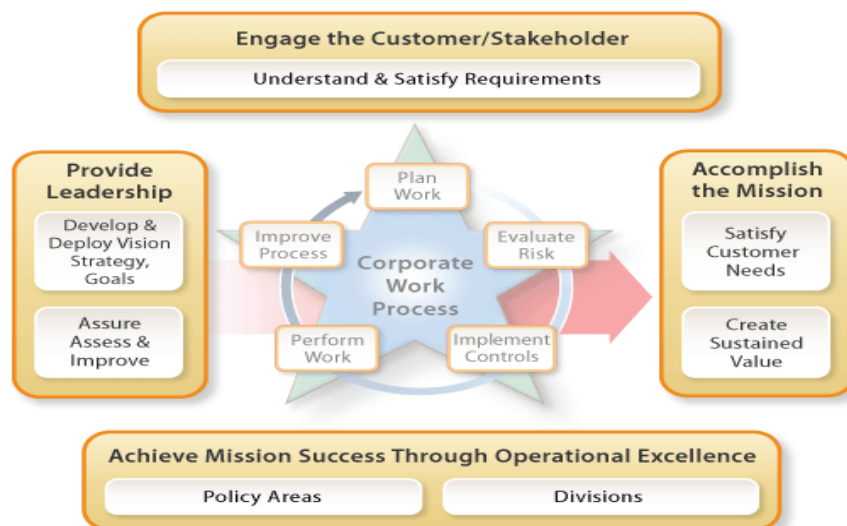 Engage the Customer/Stakeholder
Understand & Satisfy Requirements
Provide
Leadership
Develop &
Deploy Vision
Strategy,
Goals
Assure
Assess &
Improve
Plan
Work
Improve
Process
Evaluate
Risk
Corporate
Work
Process
Perform
Work
Implement
Controls
Accomplish
the Mission
Satisfy
Customer
Needs
Create
Sustained
Value
Achieve Mission Success Through Operational Excellence
Policy Areas
Divisions